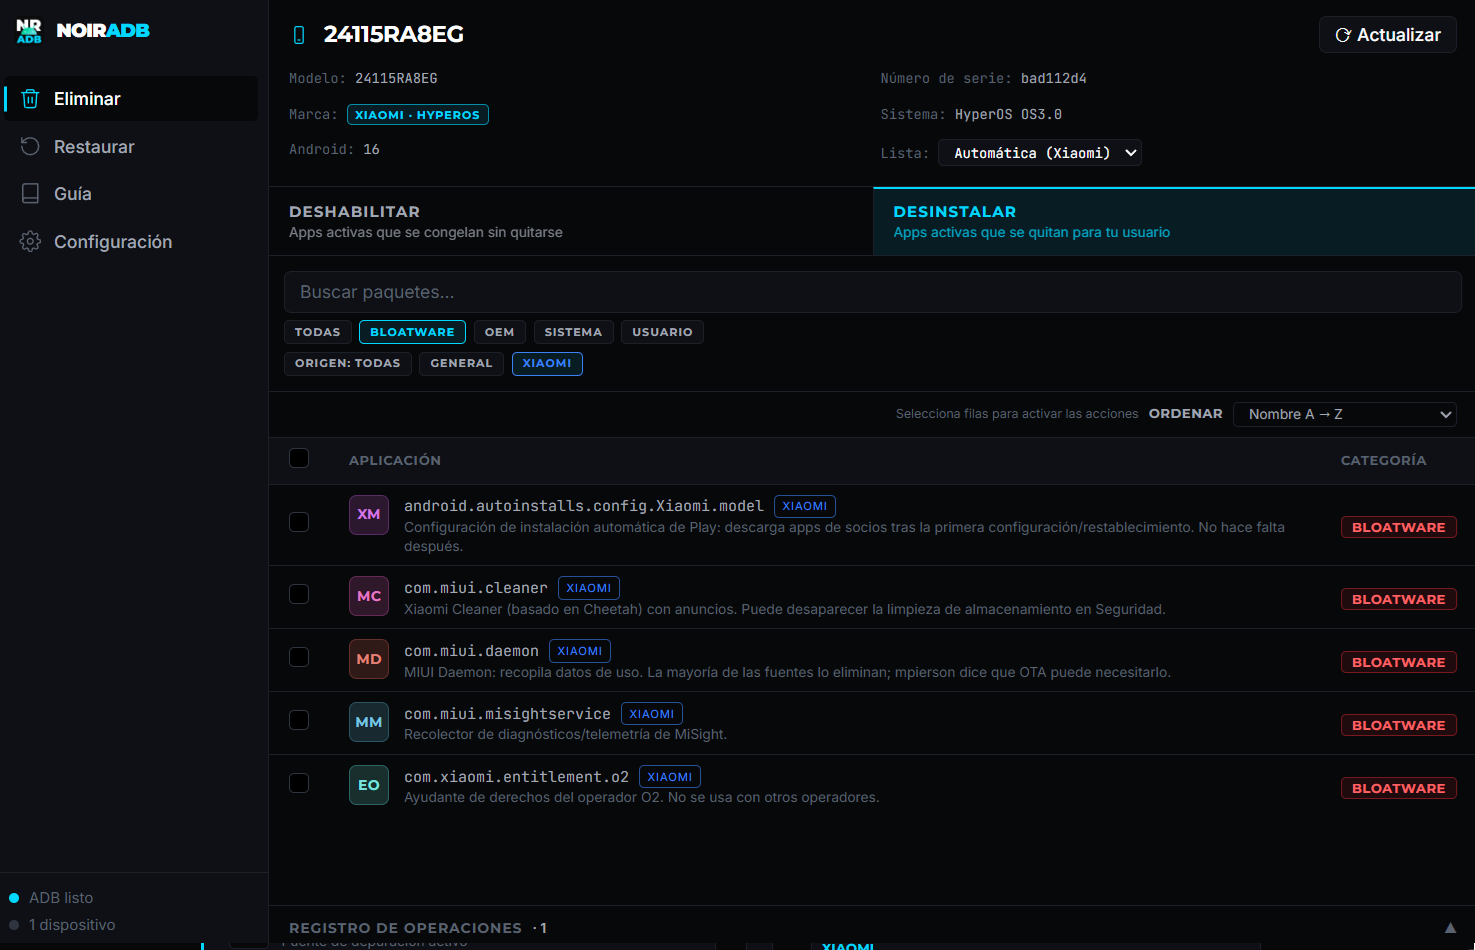 NR
ADB
NOIRADB
Eliminar
Restaurar
Guía
Configuración
ADB listo
1 dispositivo
24115RA8EG
Actualizar
Modelo: 24115RA8EG
Número de serie: bad112d4
Marca: XIAOMI · HYPEROS
Sistema: HyperOS OS3.0
Android: 16
Lista: Automática (Xiaomi)
DESHABILITAR
Apps activas que se congelan sin quitarse
DESINSTALAR
Apps activas que se quitan para tu usuario
Buscar paquetes...
TODAS BLOATWARE OEM SISTEMA USUARIO
ORIGEN: TODAS GENERAL XIAOMI
Selecciona filas para activar las acciones ORDENAR Nombre A → Z
APLICACIÓN CATEGORÍA
XM android.autoinstalls.config.Xiaomi.model XIAOMI
Configuración de instalación automática de Play: descarga apps de socios tras la primera configuración/restablecimiento. No hace falta
después.
BLOATWARE
MC com.miui.cleaner XIAOMI
Xiaomi Cleaner (basado en Cheetah) con anuncios. Puede desaparecer la limpieza de almacenamiento en Seguridad.
BLOATWARE
MD com.miui.daemon XIAOMI
MIUI Daemon: recopila datos de uso. La mayoría de las fuentes lo eliminan; mpierson dice que OTA puede necesitarlo.
BLOATWARE
MM com.miui.misightservice XIAOMI
Recolector de diagnósticos/telemetría de MiSight.
BLOATWARE
EO com.xiaomi.entitlement.o2 XIAOMI
Ayudante de derechos del operador O2. No se usa con otros operadores.
BLOATWARE
REGISTRO DE OPERACIONES · 1
XIAOMI